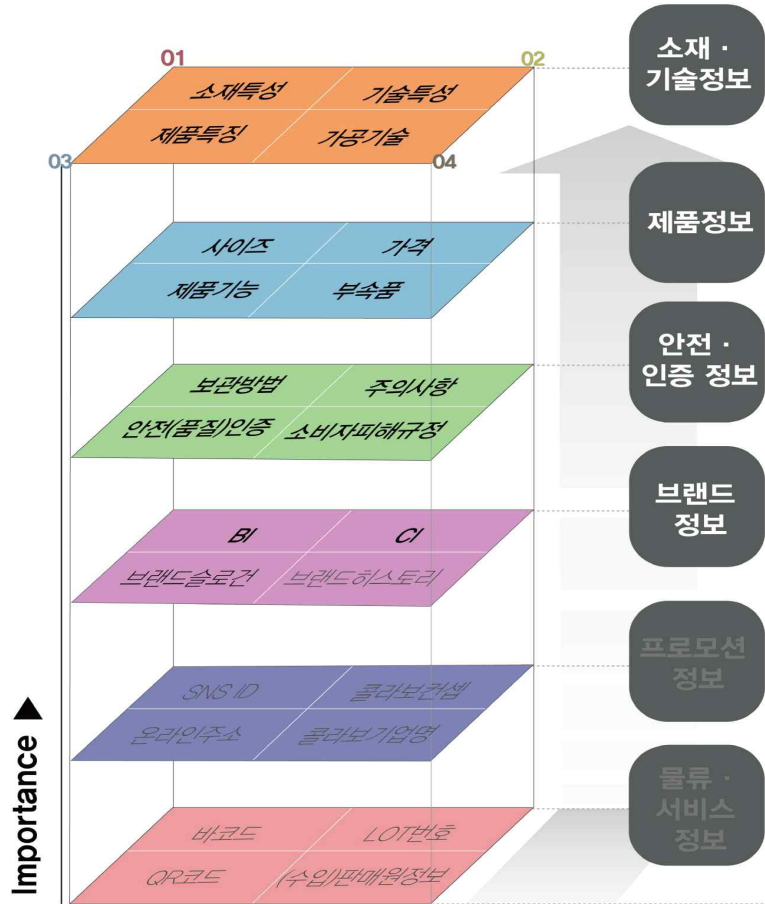 01
02
소재 ·
기술정보
소재특성
기술특성
제품특징
가공기술
03
04
제품정보
사이즈
가격
제품기능
부속품
안전 ·
인증 정보
보관방법
주의사항
안전(품질)인증
소비자피해규정
브랜드
정보
BI
CI
브랜드슬로건
브랜드히스토리
프로모션
정보
SNS ID
콜라보컨셉
온라인주소
콜라보기업명
물류 ·
서비스
정보
바코드
LOT번호
QR코드
(수입)판매원정보
Importance ▶